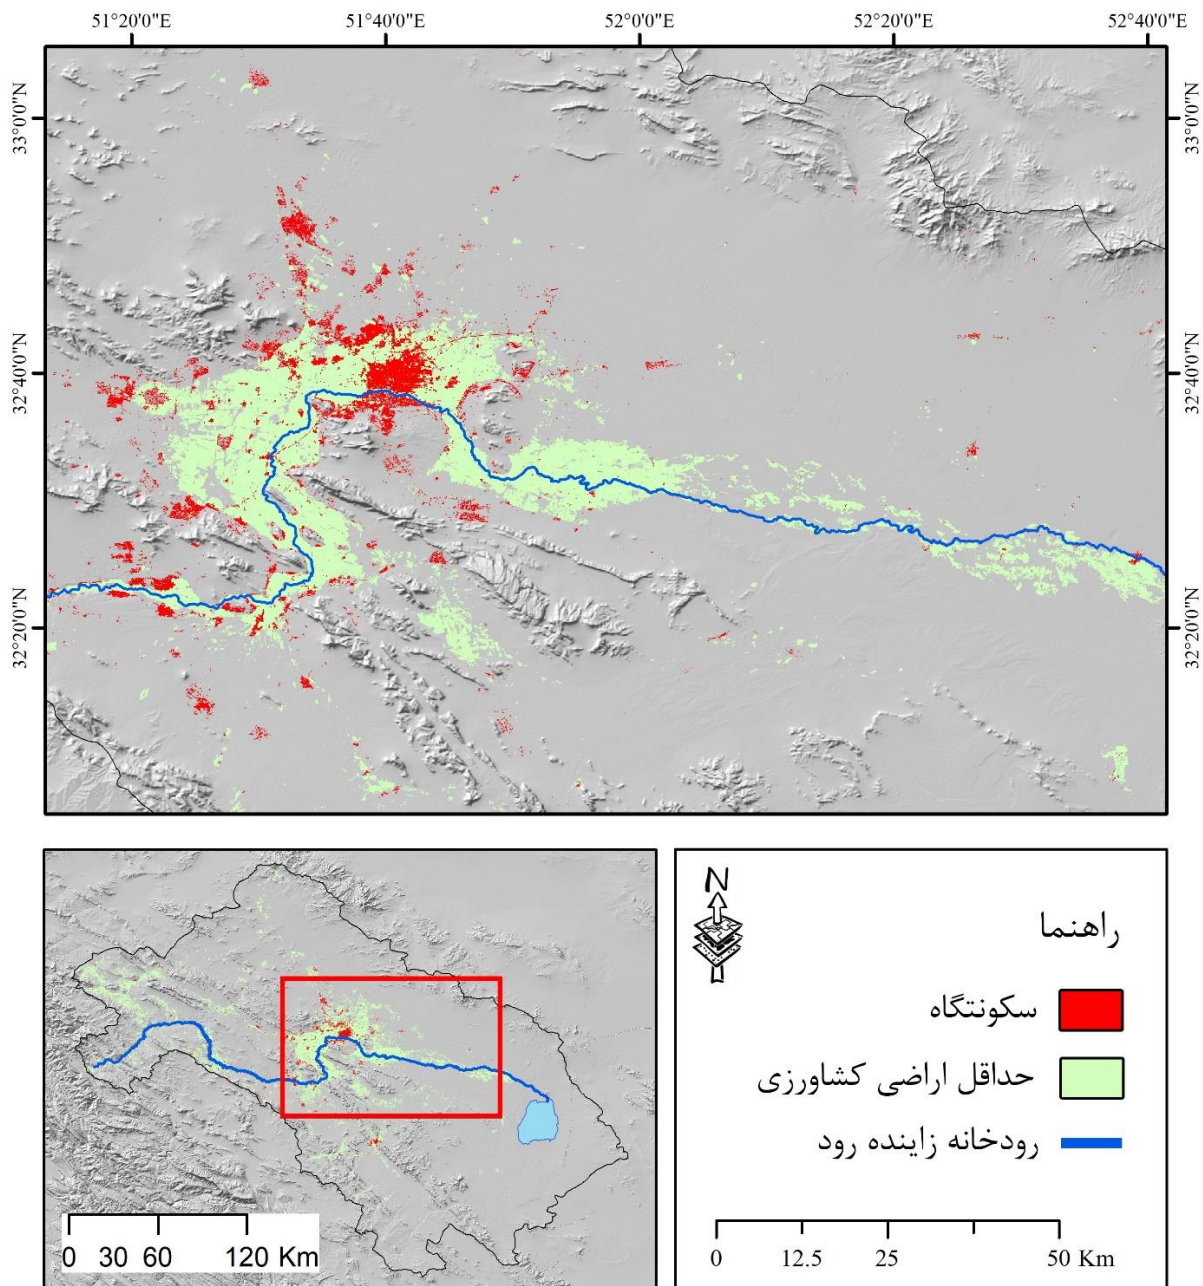 51°20'0"E 51°40'0"E 52°0'0"E 52°20'0"E 52°40'0"E
33°0'0"N 33°0'0"N
32°40'0"N 32°40'0"N
32°20'0"N 32°20'0"N
N
راهنما
سکونتگاه
حداقل اراضی کشاورزی
رودخانه زاینده رود
0 30 60 120 Km
0 12.5 25 50 Km